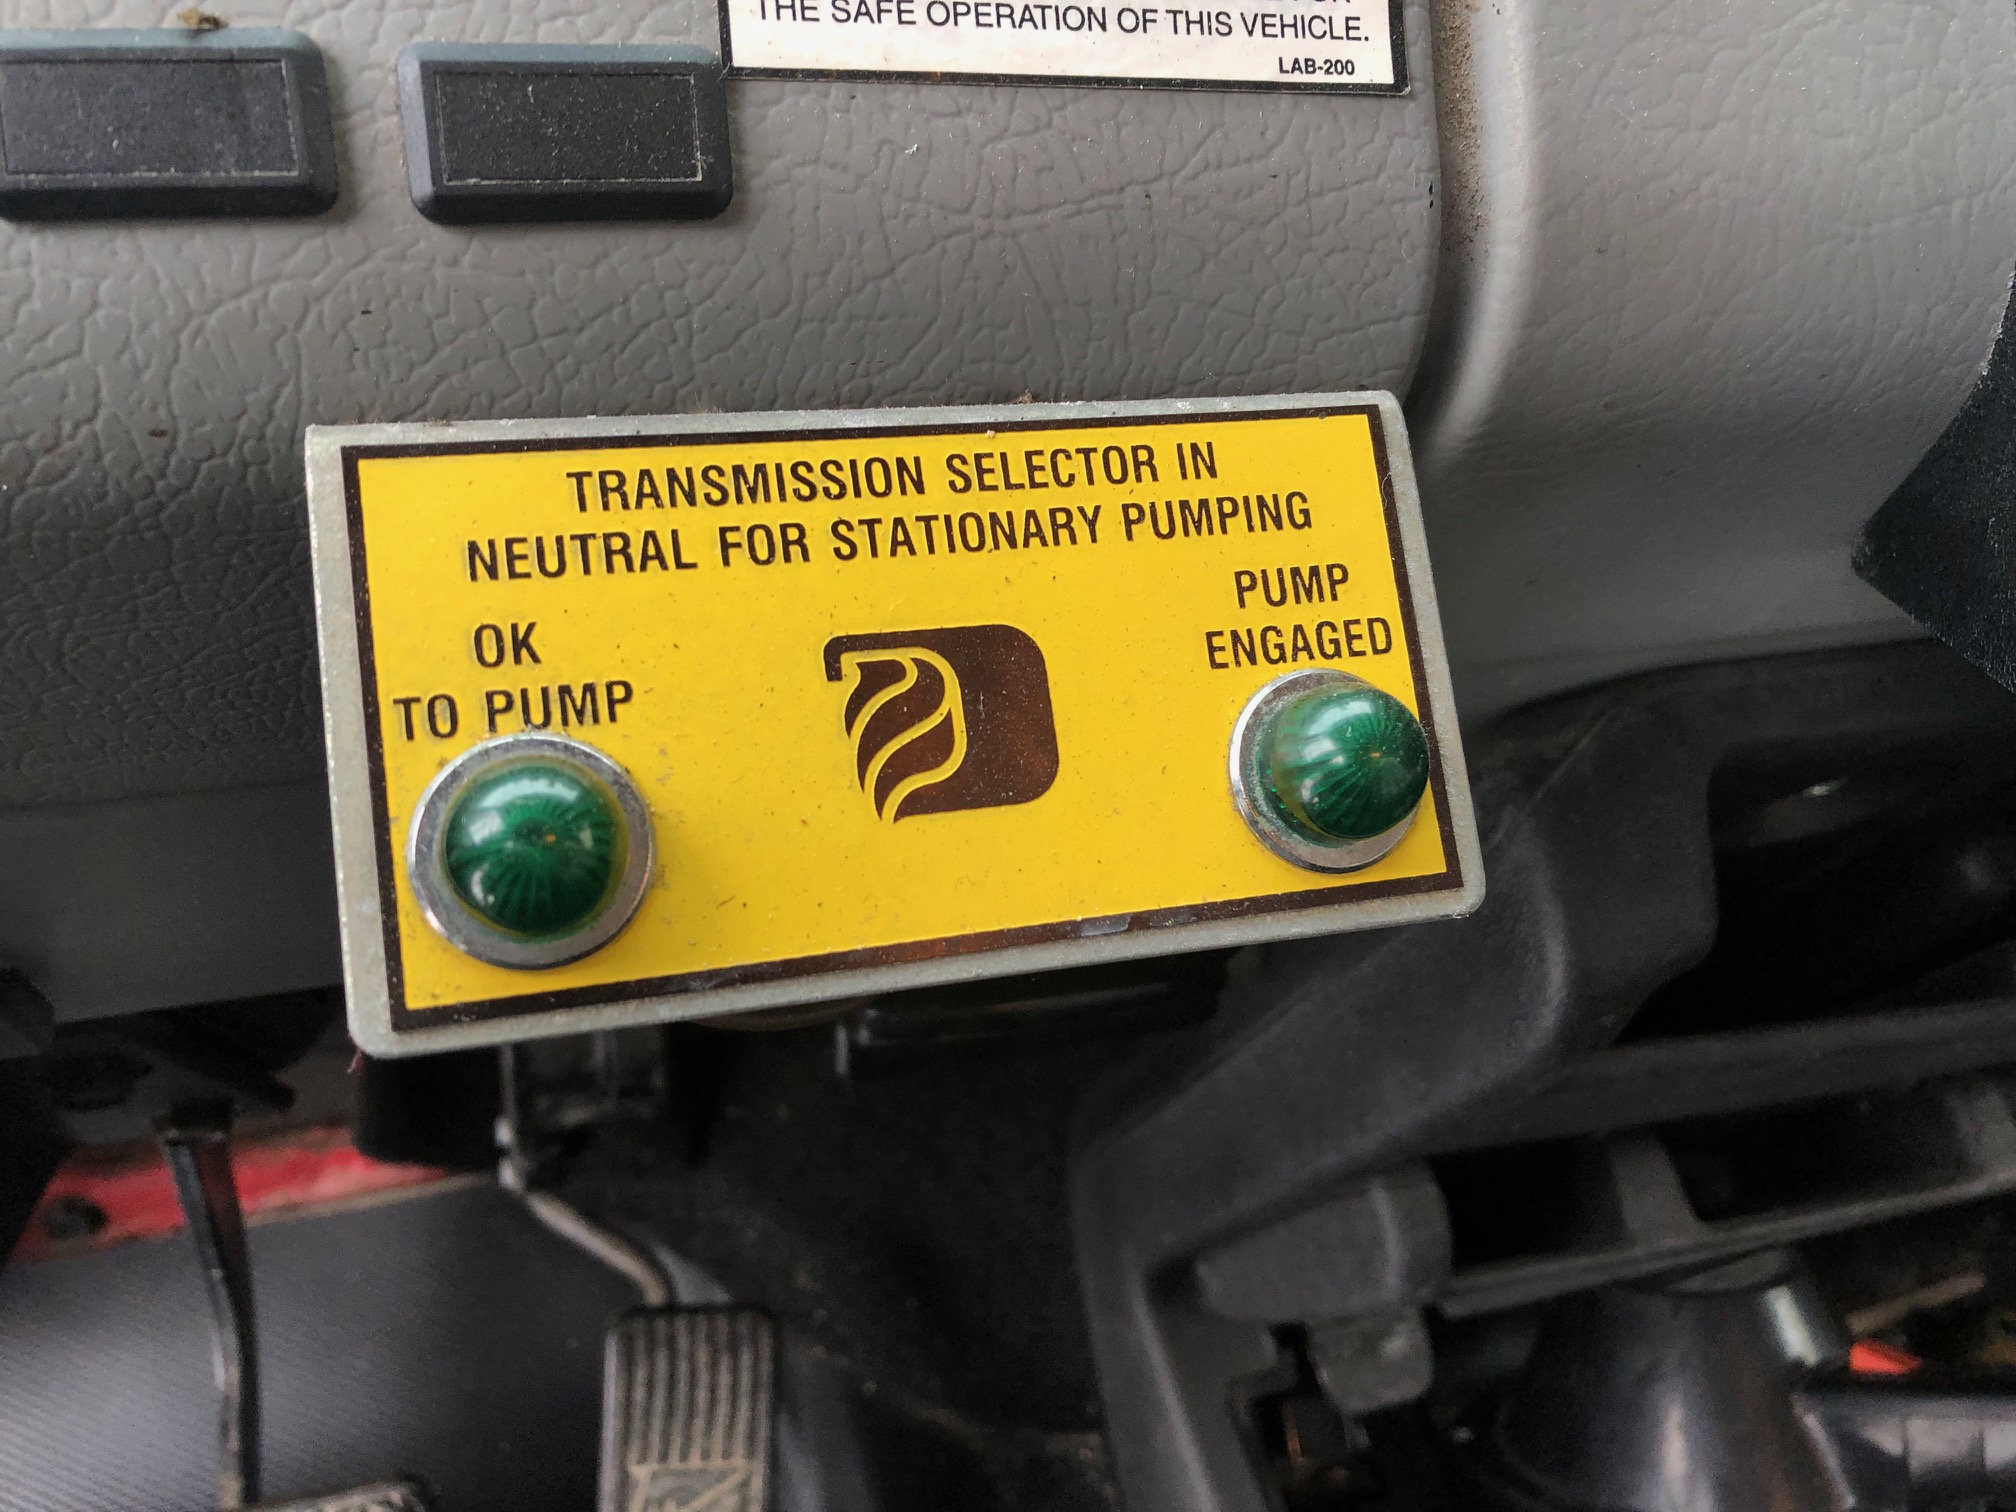 THE SAFE OPERATION OF THIS VEHICLE.
LAB-200
TRANSMISSION SELECTOR IN
NEUTRAL FOR STATIONARY PUMPING
OK
TO PUMP
PUMP
ENGAGED